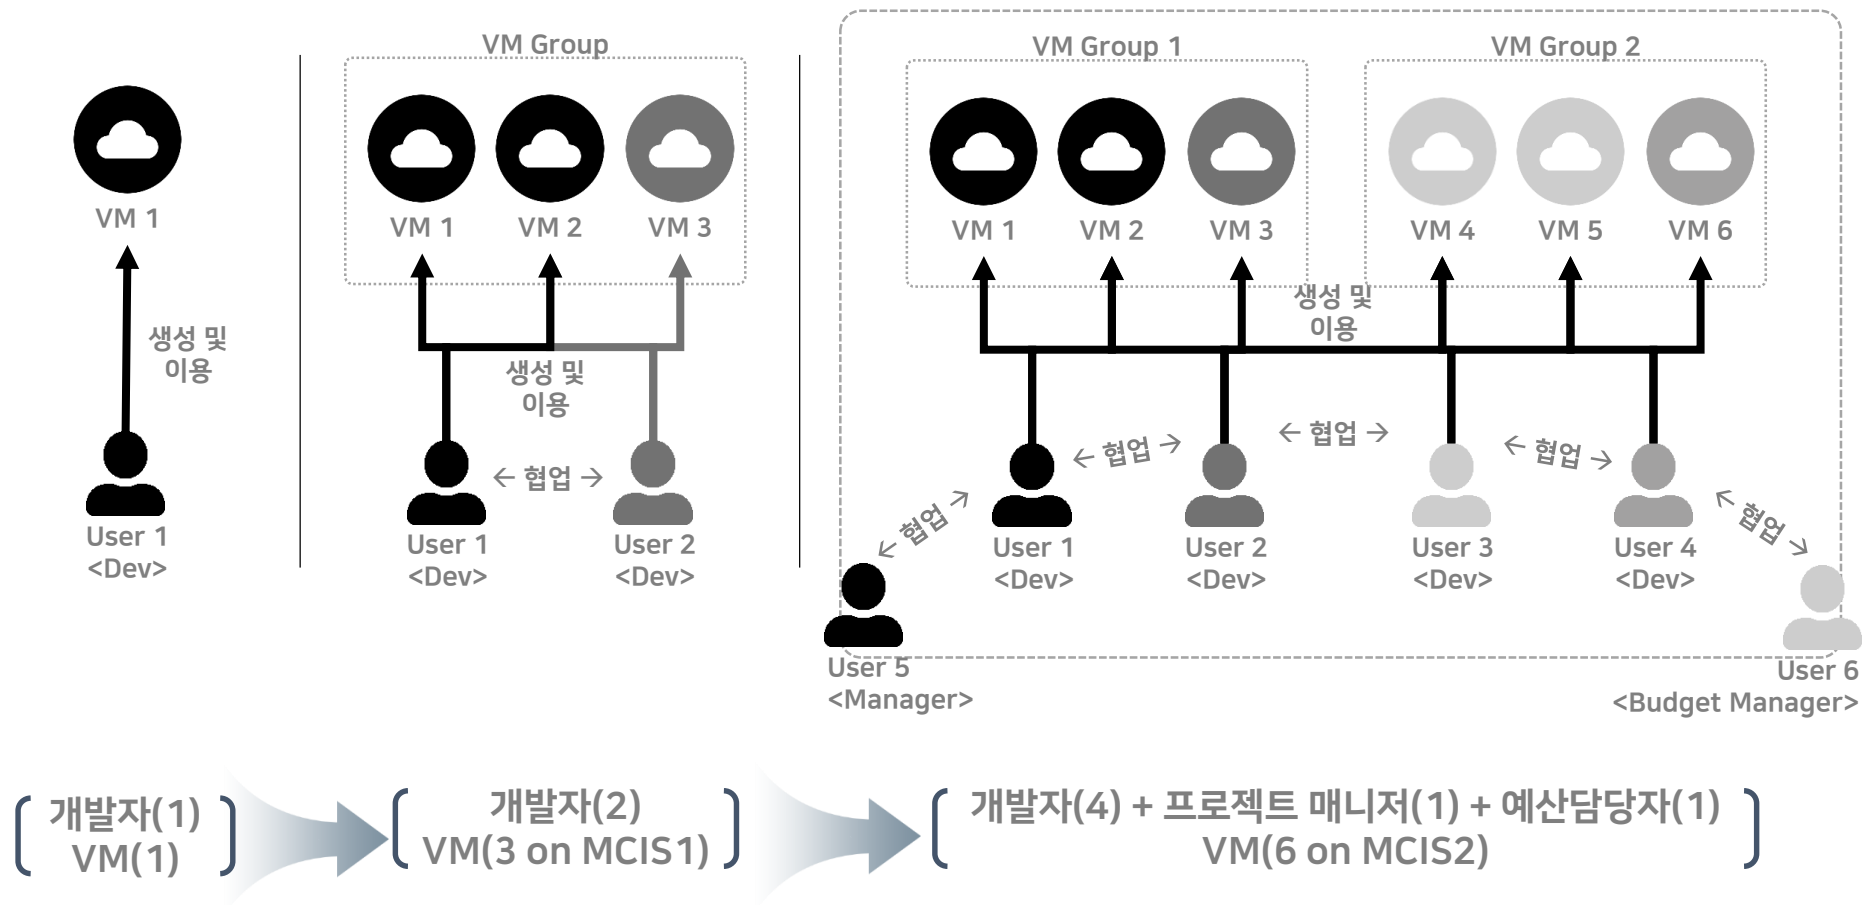 VM 1
생성 및
이용
User 1
<Dev>
VM Group
VM 1 VM 2 VM 3
생성 및
이용
← 협업 →
User 1 User 2
<Dev> <Dev>
VM Group 1 VM Group 2
VM 1 VM 2 VM 3 VM 4 VM 5 VM 6
생성 및
이용
← 협업 → ← 협업 → ← 협업 →
← 협업 → ← 협업 →
User 1 User 2 User 3 User 4
<Dev> <Dev> <Dev> <Dev>
User 5 User 6
<Manager> <Budget Manager>
개발자(1)
VM(1)
개발자(2)
VM(3 on MCIS1)
개발자(4) + 프로젝트 매니저(1) + 예산담당자(1)
VM(6 on MCIS2)